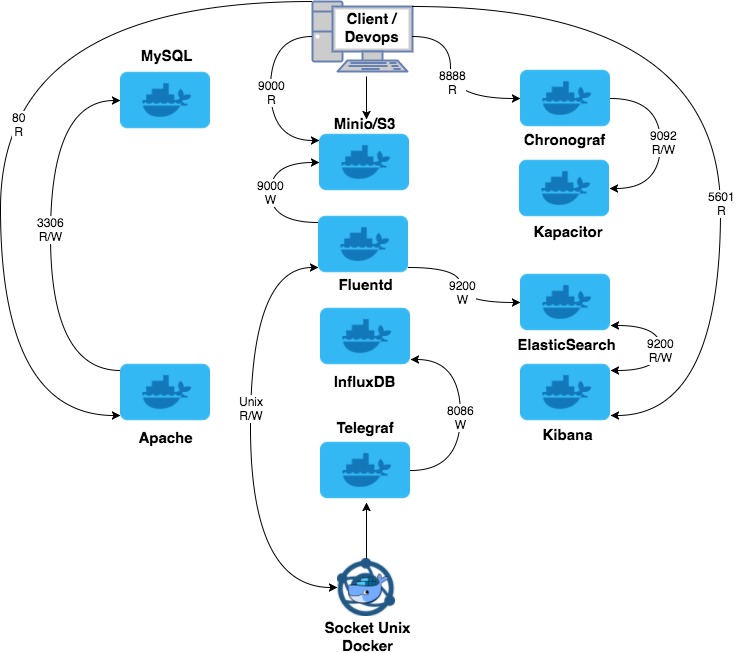 Client /
Devops
MySQL
9000
R
8888
R
80
R
Minio/S3
Chronograf
9092
R/W
9000
W
5601
R
3306
R/W
Kapacitor
Fluentd
9200
W
ElasticSearch
9200
R/W
InfluxDB
Unix
R/W
8086
W
Telegraf
Apache
Kibana
Socket Unix
Docker